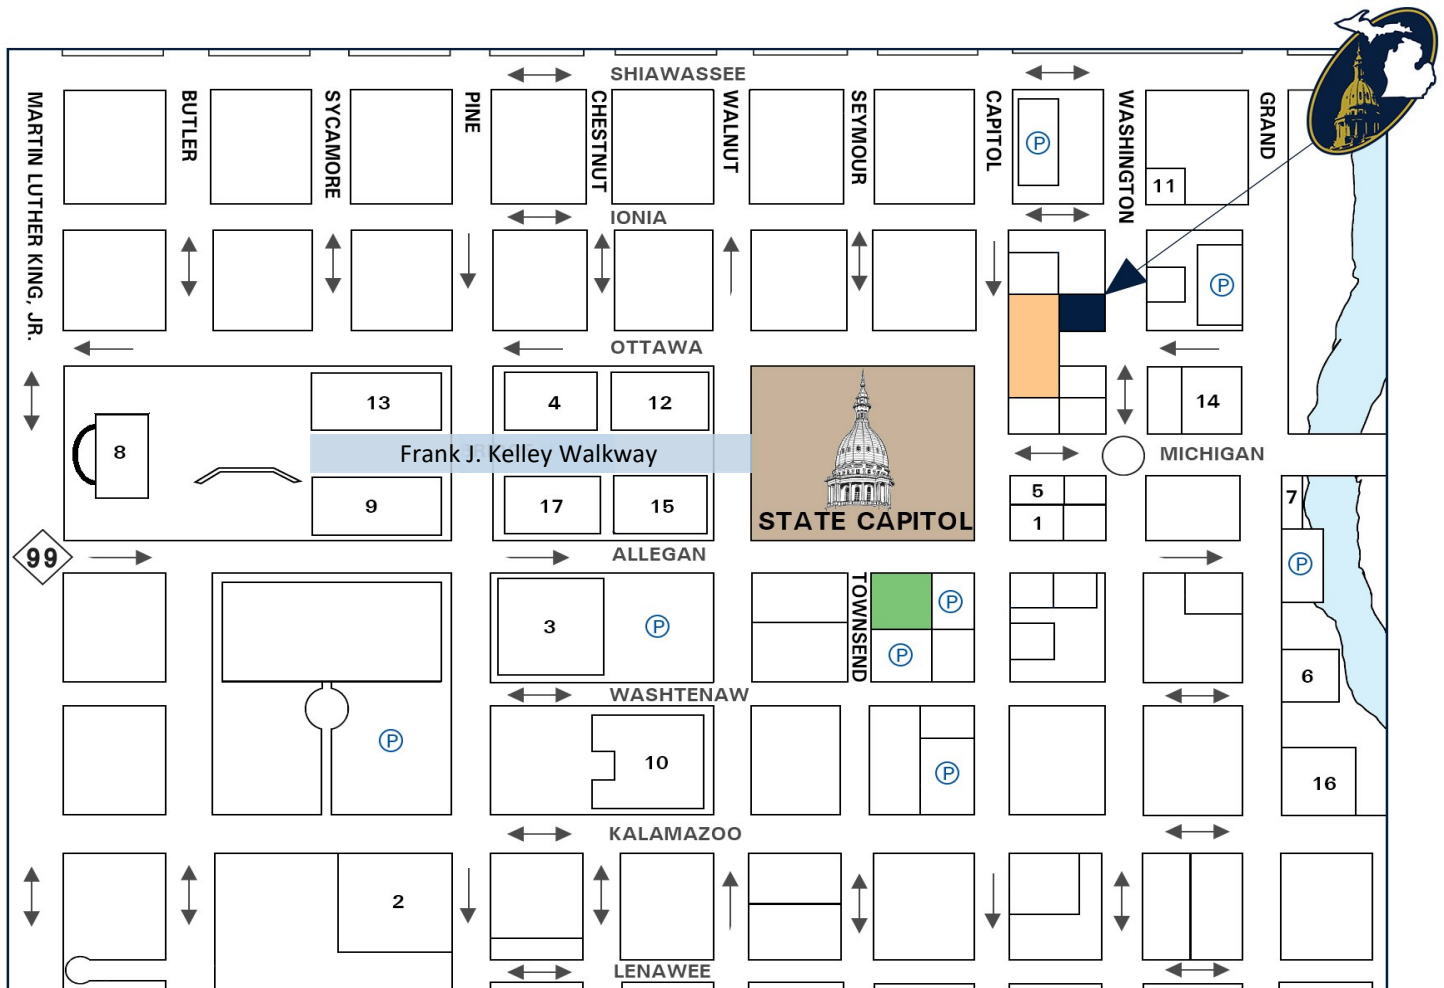 SHIAWASSEE
MARTIN LUTHER KING, JR.
BUTLER
SYCAMORE
PINE
CHESTNUT
WALNUT
SEYMOUR
CAPITOL
WASHINGTON
GRAND
P
11
IONIA
P
OTTAWA
13
4
12
14
8
Frank J. Kelley Walkway
MICHIGAN
9
17
15
STATE CAPITOL
5
1
7
99
ALLEGAN
P
TOWNSEND
P
3
P
P
6
WASHTENAW
P
10
P
16
KALAMAZOO
2
LENAWEE